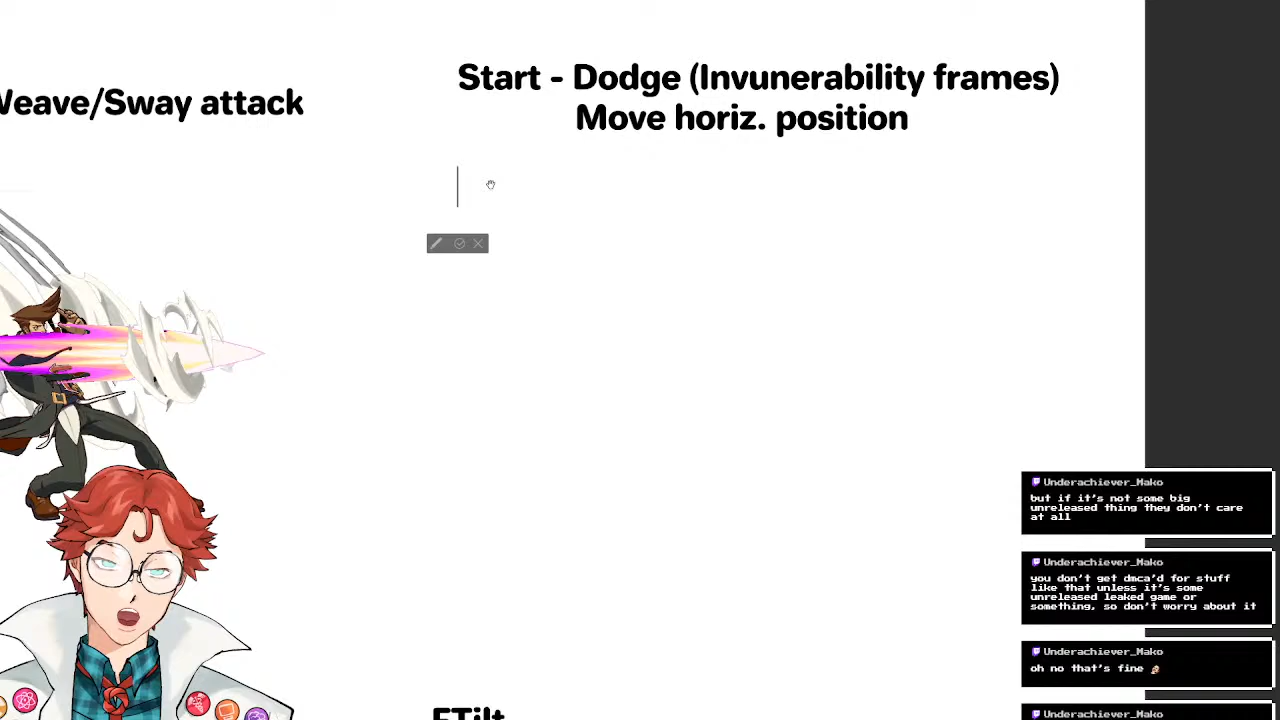 Weave/Sway attack
Start - Dodge (Invunerability frames)
Move horiz. position
Underachiever_Mako
but if it's not some big
unreleased thing they don't care
at all
Underachiever_Mako
you don't get dmca'd for stuff
like that unless it's some
unreleased leaked game or
something, so don't worry about it
Underachiever_Mako
oh no that's fine
Underachiever_Mako
FTilt